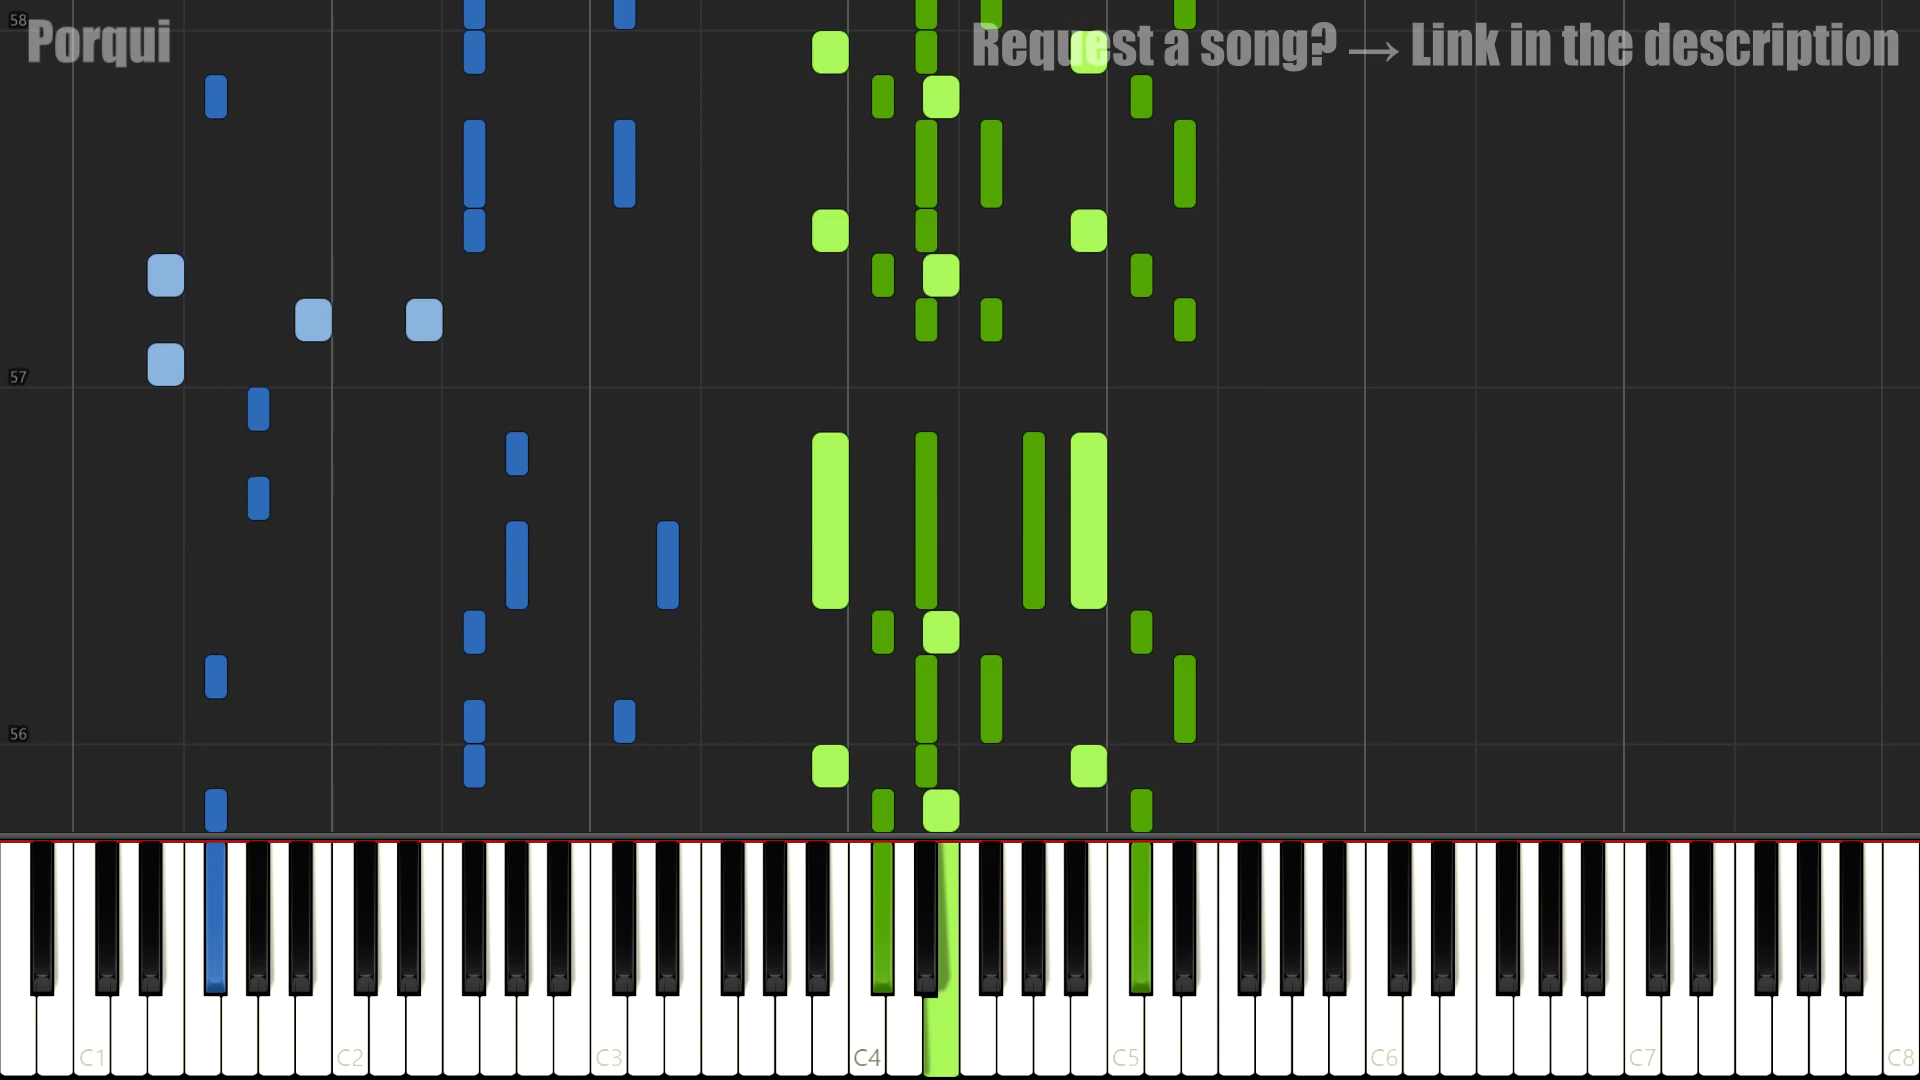 58
Porqui
Request a song? → Link in the description
57
56
C1 C2 C3 C4 C5 C6 C7 C8